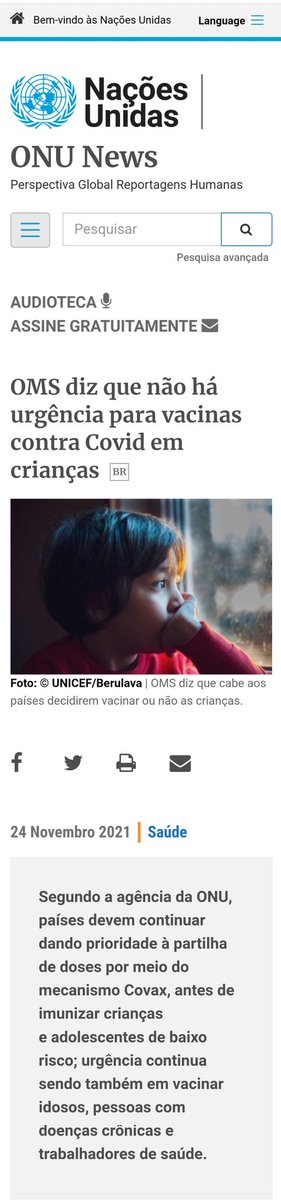 Bem-vindo às Nações Unidas
Language
Nações
Unidas
ONU News
Perspectiva Global Reportagens Humanas
Pesquisar
Pesquisa avançada
AUDIOTECA
ASSINE GRATUITAMENTE
OMS diz que não há
urgência para vacinas
contra Covid em
crianças BR
Foto: © UNICEF/Berulava | OMS diz que cabe aos
países decidirem vacinar ou não as crianças.
24 Novembro 2021 | Saúde
Segundo a agência da ONU,
países devem continuar
dando prioridade à partilha
de doses por meio do
mecanismo Covax, antes de
imunizar crianças
e adolescentes de baixo
risco; urgência continua
sendo também em vacinar
idosos, pessoas com
doenças crônicas e
trabalhadores de saúde.